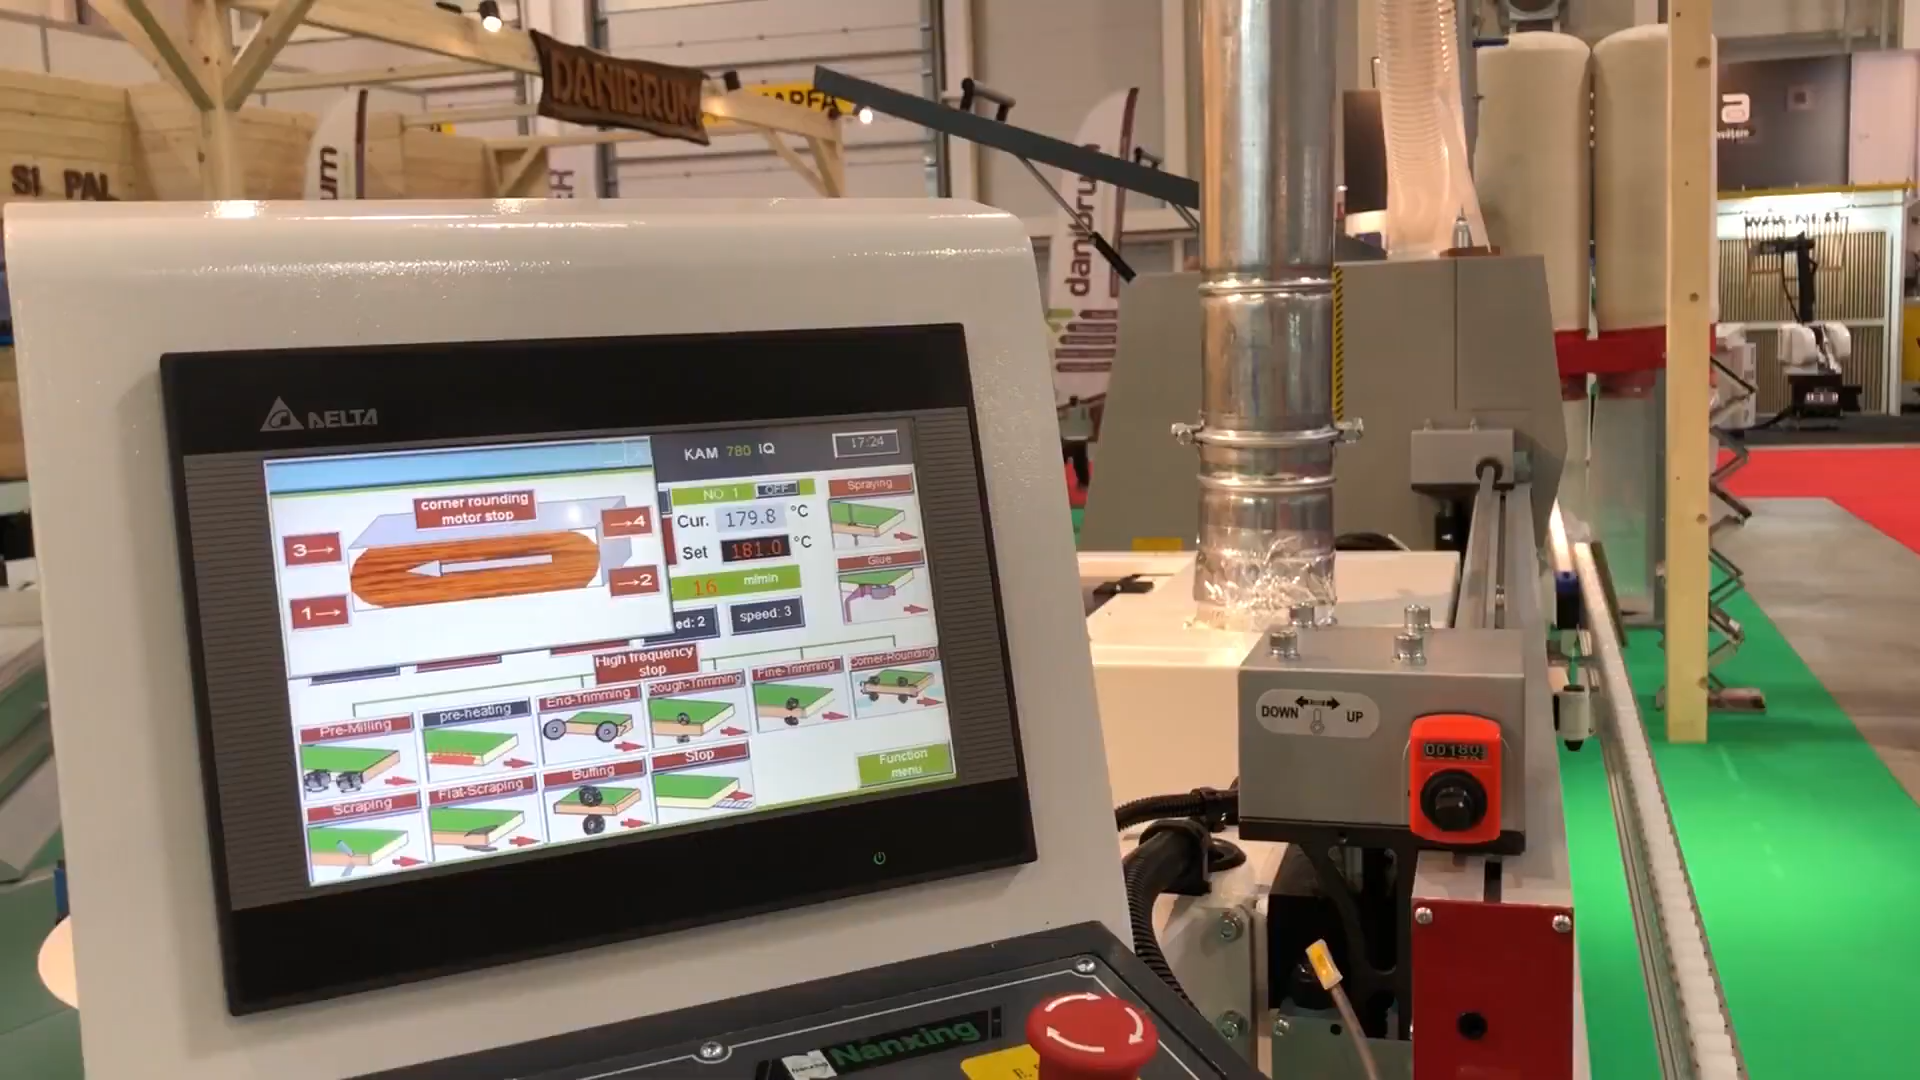 DANIBRUM
SI PAL
danibrum
DELTA
KAM 780 IQ
17:24
corner rounding
motor stop
3→
→4
1→
→2
NO 1
OFF
Cur. 179.8 °C
Set 181.0 °C
16 m/min
ed: 2
speed: 3
Spraying
Glue
High frequency
stop
Pre-Milling
pre-heating
End-Trimming
Rough-Trimming
Fine-Trimming
Corner-Rounding
Scraping
Flat-Scraping
Buffing
Stop
Function
menu
DOWN
UP
00180
Nanxing